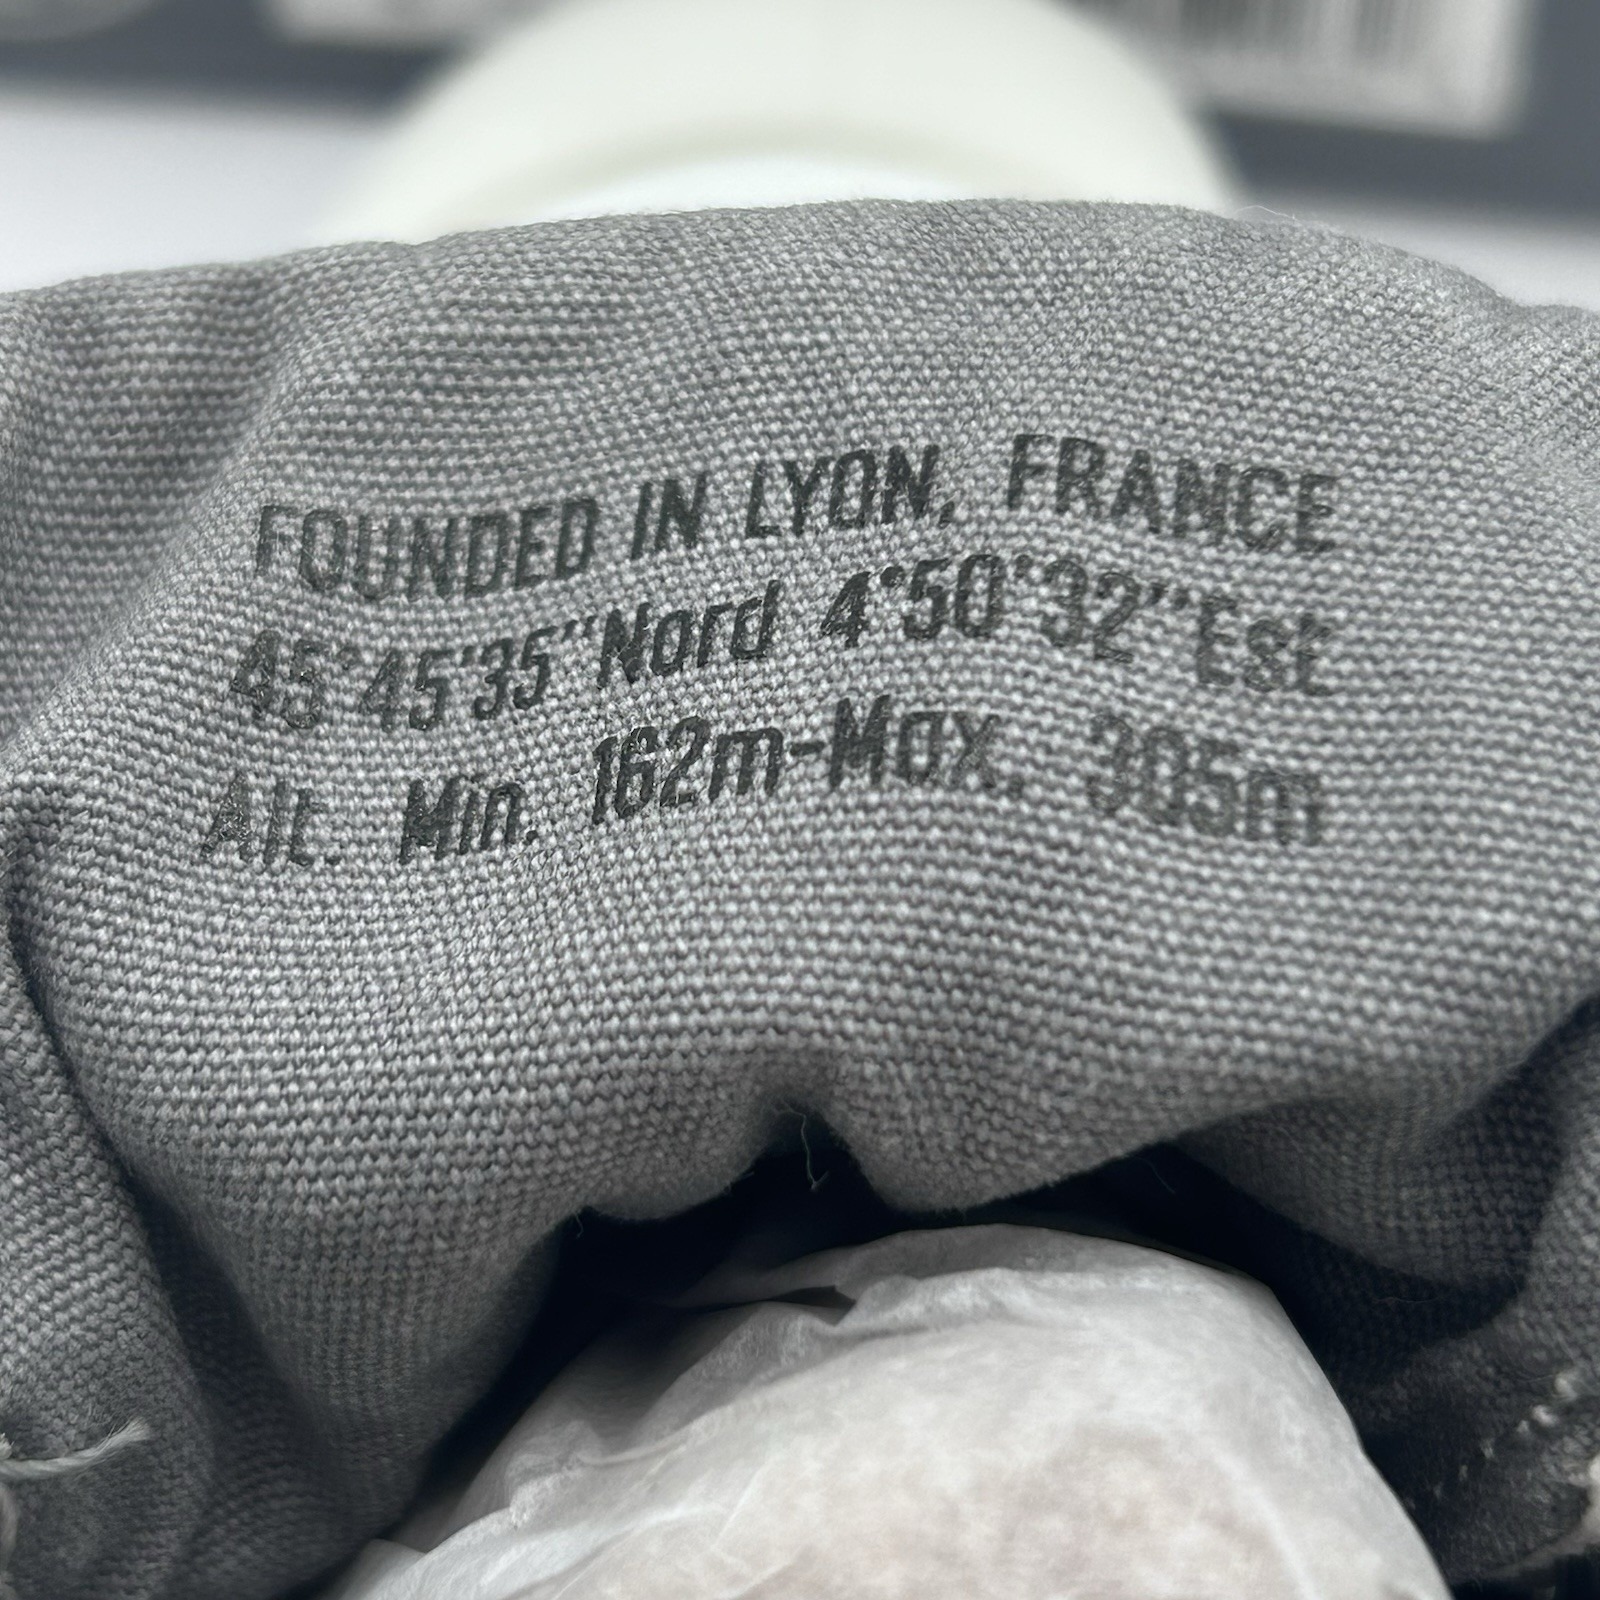 FOUNDED IN LYON, FRANCE
45°45'35"Nord 4°50'32"Est
Alt. Min. 162m-Max. 305m